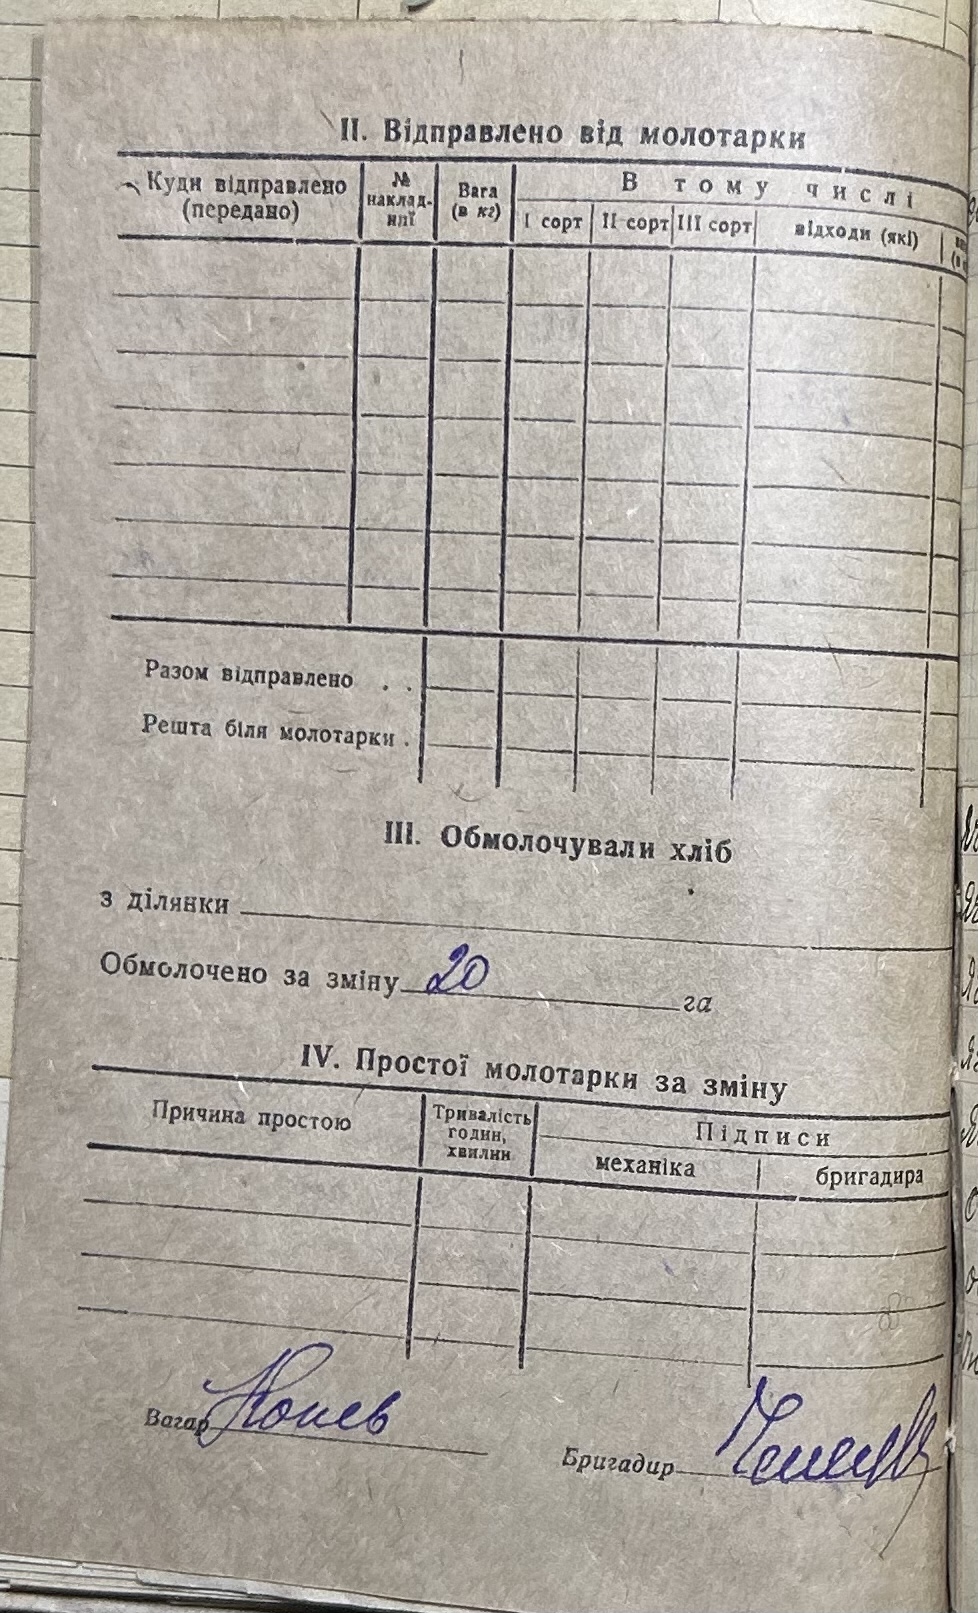 II. Відправлено від молотарки
Куди відправлено (передано)
№ наклад-ної
Вага (в кг)
В тому числі
I сорт
II сорт
III сорт
відходи (які)
Разом відправлено . .
Решта біля молотарки .
III. Обмолочували хліб
з ділянки
Обмолочено за зміну 20 га
IV. Простої молотарки за зміну
Причина простою
Тривалість годин, хвилин
Підписи
механіка
бригадира
Вагар
Бригадир